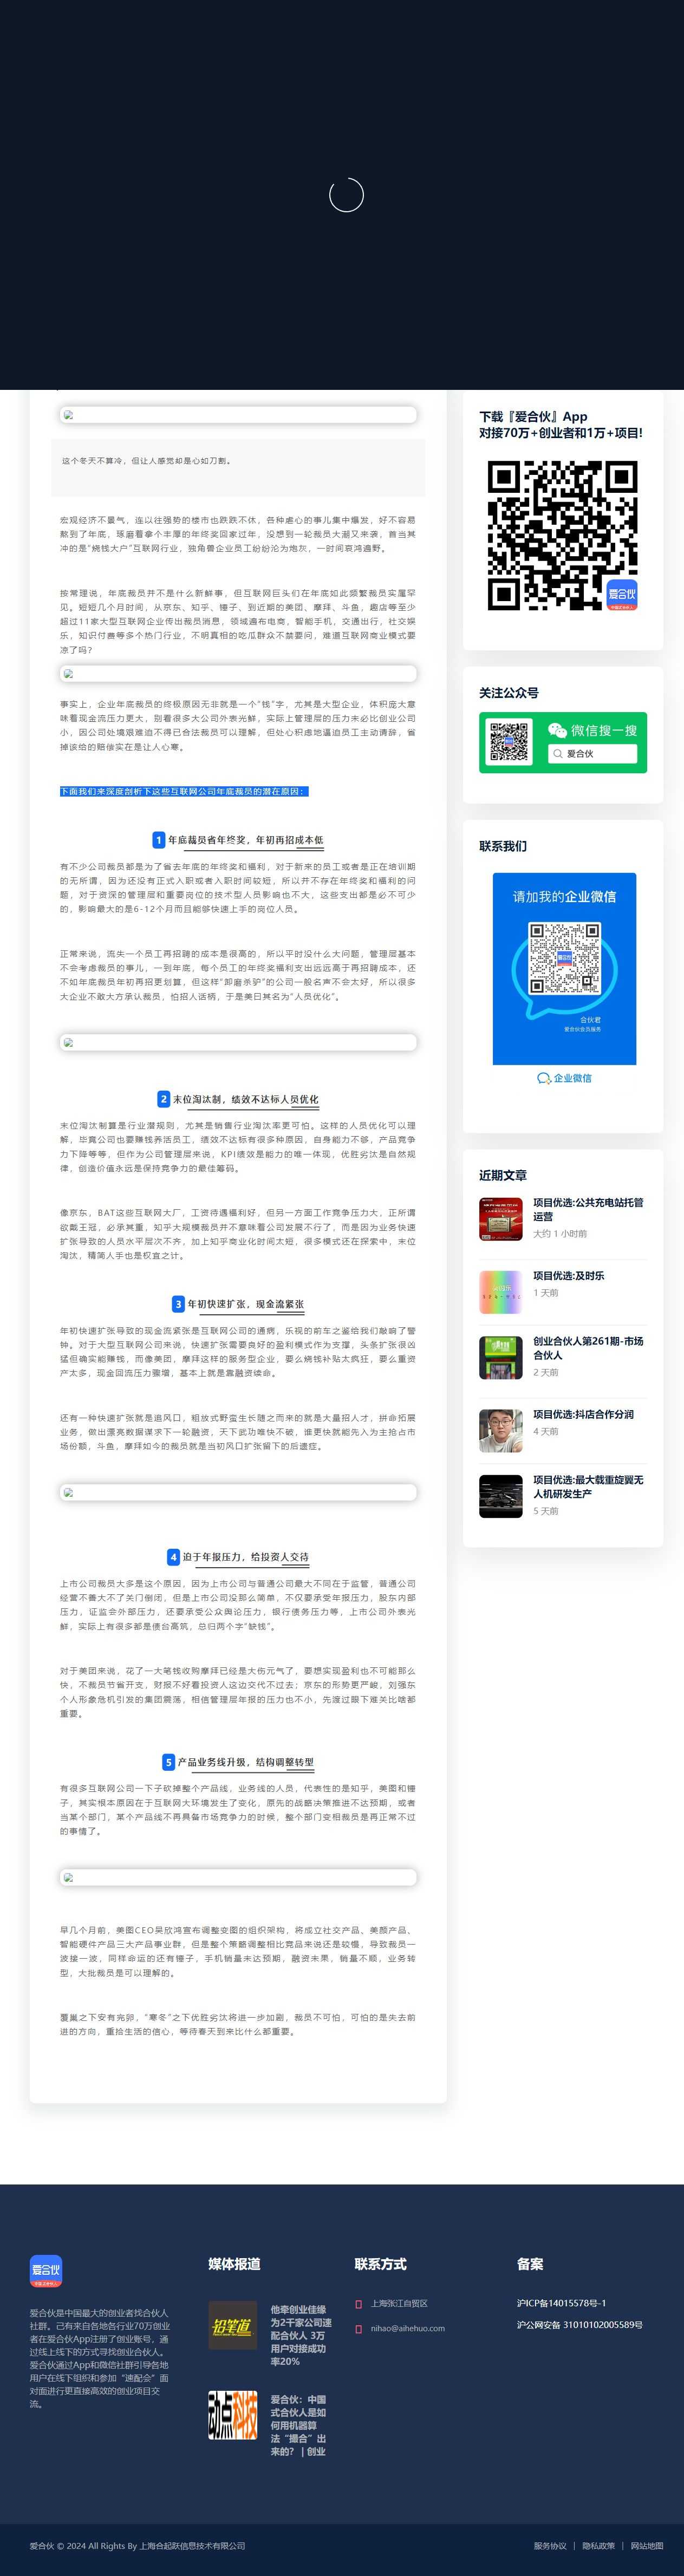 这个冬天不算冷，但让人感觉却是心如刀割。
宏观经济不景气，连以往强势的楼市也跌跌不休，各种虐心的事儿集中爆发，好不容易
熬到了年底，琢磨着拿个丰厚的年终奖回家过年，没想到一轮裁员大潮又来袭，首当其
冲的是“烧钱大户”互联网行业，独角兽企业员工纷纷沦为炮灰，一时间哀鸿遍野。
按常理说，年底裁员并不是什么新鲜事，但互联网巨头们在年底如此频繁裁员实属罕
见。短短几个月时间，从京东、知乎、锤子、到近期的美团、摩拜、斗鱼，趣店等至少
超过11家大型互联网企业传出裁员消息，领域遍布电商，智能手机，交通出行，社交娱
乐，知识付费等多个热门行业，不明真相的吃瓜群众不禁要问，难道互联网商业模式要
凉了吗？
事实上，企业年底裁员的终极原因无非就是一个“钱”字，尤其是大型企业，体积庞大意
味着现金流压力更大，别看很多大公司外表光鲜，实际上管理层的压力未必比创业公司
小，因公司处境艰难迫不得已合法裁员可以理解，但处心积虑地逼迫员工主动请辞，省
掉该给的赔偿实在是让人心寒。
下面我们来深度剖析下这些互联网公司年底裁员的潜在原因：
1 年底裁员省年终奖，年初再招成本低
有不少公司裁员都是为了省去年底的年终奖和福利，对于新来的员工或者是正在培训期
的无所谓，因为还没有正式入职或者入职时间较短，所以并不存在年终奖和福利的问
题，对于资深的管理层和重要岗位的技术型人员影响也不大，这些支出都是必不可少
的，影响最大的是6-12个月而且能够快速上手的岗位人员。
正常来说，流失一个员工再招聘的成本是很高的，所以平时没什么大问题，管理层基本
不会考虑裁员的事儿，一到年底，每个员工的年终奖福利支出远远高于再招聘成本，还
不如年底裁员年初再招更划算，但这样“卸磨杀驴”的公司一般名声不会太好，所以很多
大企业不敢大方承认裁员，怕招人话柄，于是美曰其名为“人员优化”。
2 末位淘汰制，绩效不达标人员优化
末位淘汰制算是行业潜规则，尤其是销售行业淘汰率更可怕。这样的人员优化可以理
解，毕竟公司也要赚钱养活员工，绩效不达标有很多种原因，自身能力不够，产品竞争
力下降等等，但作为公司管理层来说，KPI绩效是能力的唯一体现，优胜劣汰是自然规
律，创造价值永远是保持竞争力的最佳筹码。
像京东，BAT这些互联网大厂，工资待遇福利好，但另一方面工作竞争压力大，正所谓
欲戴王冠，必承其重，知乎大规模裁员并不意味着公司发展不行了，而是因为业务快速
扩张导致的人员水平层次不齐，加上知乎商业化时间太短，很多模式还在探索中，末位
淘汰，精简人手也是权宜之计。
3 年初快速扩张，现金流紧张
年初快速扩张导致的现金流紧张是互联网公司的通病，乐视的前车之鉴给我们敲响了警
钟。对于大型互联网公司来说，快速扩张需要良好的盈利模式作为支撑，头条扩张很凶
猛但确实能赚钱，而像美团，摩拜这样的服务型企业，要么烧钱补贴太疯狂，要么重资
产太多，现金回流压力骤增，基本上就是靠融资续命。
还有一种快速扩张就是追风口，粗放式野蛮生长随之而来的就是大量招人才，拼命拓展
业务，做出漂亮数据谋求下一轮融资，天下武功唯快不破，谁更快就能先入为主抢占市
场份额，斗鱼，摩拜如今的裁员就是当初风口扩张留下的后遗症。
4 迫于年报压力，给投资人交待
上市公司裁员大多是这个原因，因为上市公司与普通公司最大不同在于监管，普通公司
经营不善大不了关门倒闭，但是上市公司没那么简单，不仅要承受年报压力，股东内部
压力，证监会外部压力，还要承受公众舆论压力，银行债务压力等，上市公司外表光
鲜，实际上有很多都是债台高筑，总归两个字“缺钱”。
对于美团来说，花了一大笔钱收购摩拜已经是大伤元气了，要想实现盈利也不可能那么
快，不裁员节省开支，财报不好看投资人这边交代不过去；京东的形势更严峻，刘强东
个人形象危机引发的集团震荡，相信管理层年报的压力也不小，先渡过眼下难关比啥都
重要。
5 产品业务线升级，结构调整转型
有很多互联网公司一下子砍掉整个产品线，业务线的人员，代表性的是知乎，美图和锤
子，其实根本原因在于互联网大环境发生了变化，原先的战略决策推进不达预期，或者
当某个部门，某个产品线不再具备市场竞争力的时候，整个部门变相裁员是再正常不过
的事情了。
早几个月前，美图CEO吴欣鸿宣布调整变图的组织架构，将成立社交产品、美颜产品，
智能硬件产品三大产品事业群，但是整个策略调整相比竞品来说还是较慢，导致裁员一
波接一波，同样命运的还有锤子，手机销量未达预期，融资未果，销量不顺，业务转
型，大批裁员是可以理解的。
覆巢之下安有完卵，“寒冬”之下优胜劣汰将进一步加剧，裁员不可怕，可怕的是失去前
进的方向，重拾生活的信心，等待春天到来比什么都重要。
下载『爱合伙』App
对接70万+创业者和1万+项目!
爱合伙
关注公众号
微信搜一搜
爱合伙
联系我们
请加我的企业微信
合伙君
爱合伙会员服务
企业微信
近期文章
项目优选:公共充电站托管
运营
大约 1 小时前
项目优选:及时乐
1 天前
创业合伙人第261期-市场
合伙人
2 天前
项目优选:抖店合作分润
4 天前
项目优选:最大载重旋翼无
人机研发生产
5 天前
爱合伙
爱合伙是中国最大的创业者找合伙人
社群。己有来自各地各行业70万创业
者在爱合伙App注册了创业账号，通
过线上线下的方式寻找创业合伙人。
爱合伙通过App和微信社群引导各地
用户在线下组织和参加“速配会”面
对面进行更直接高效的创业项目交
流。
媒体报道
铅笔道
他牵创业佳缘
为2千家公司速
配合伙人 3万
用户对接成功
率20%
动点科技
爱合伙：中国
式合伙人是如
何用机器算
法“撮合”出
来的？ | 创业
联系方式
上海张江自贸区
nihao@aihehuo.com
备案
沪ICP备14015578号-1
沪公网安备 31010102005589号
爱合伙 © 2024 All Rights By 上海合起跃信息技术有限公司
服务协议 | 隐私政策 | 网站地图